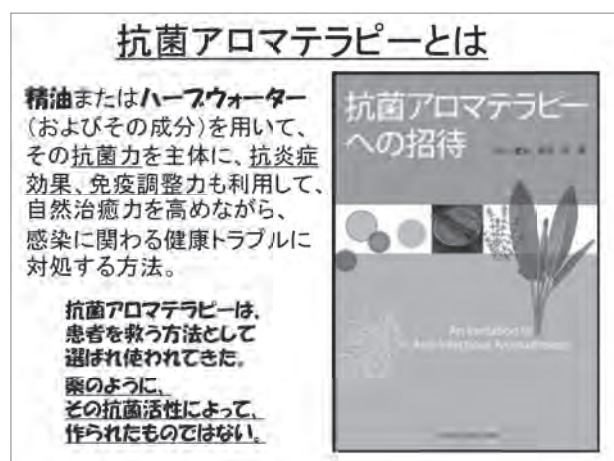 抗菌アロマテラピーとは
精油またはハーブウォーター
(およびその成分)を用いて、
その抗菌力を主体に、抗炎症
効果、免疫調整力も利用して、
自然治癒力を高めながら、
感染に関わる健康トラブルに
対処する方法。
抗菌アロマテラピーは、
患者を救う方法として
選ばれ使われてきた。
薬のように、
その抗菌活性によって、
作られたものではない。
抗菌アロマテラピー
への招待
An Invitation to
Anti-Infectious Aromatherapy